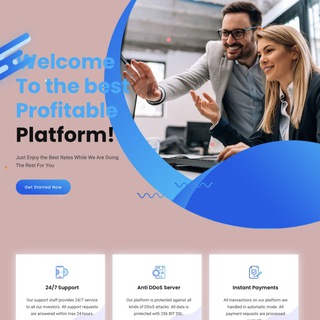 Welcome
To the best
Profitable
Platform!
Just Enjoy the Best Rates While We Are Doing
The Rest For You
Get Started Now
24/7 Support
Our support staff provides 24/7 service
to all our investors. All support requests
are answered within max 24 hours.
Anti DDoS Server
Our platform is protected against all
kinds of DDoS attacks. All data is
protected with 256 BIT SSL.
Instant Payments
All transactions on our platform are
handled in automatic mode. All
payment requests are processed